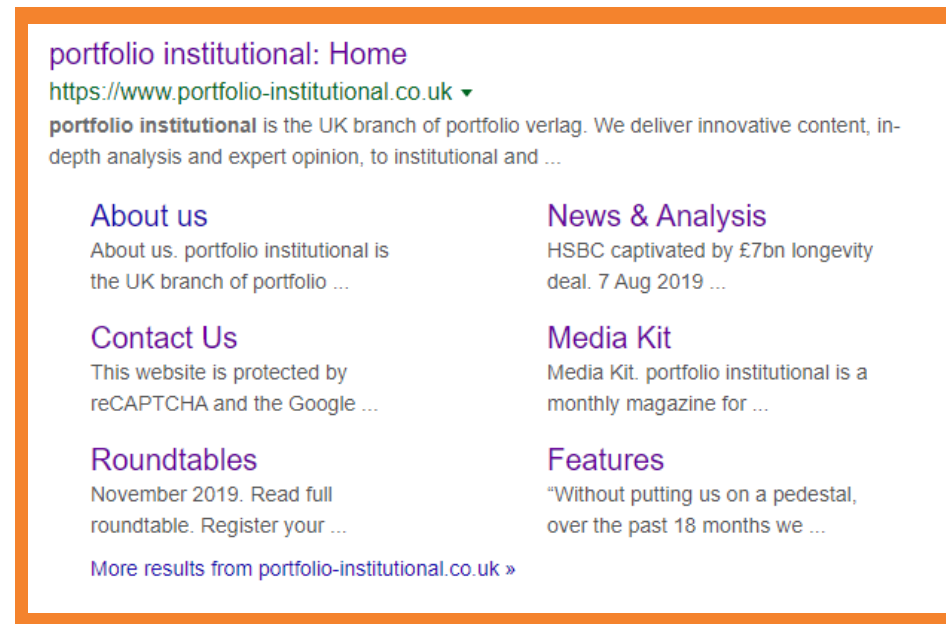 portfolio institutional: Home
https://www.portfolio-institutional.co.uk
portfolio institutional is the UK branch of portfolio verlag. We deliver innovative content, in-
depth analysis and expert opinion, to institutional and ...
About us
About us. portfolio institutional is
the UK branch of portfolio ...
News & Analysis
HSBC captivated by £7bn longevity
deal. 7 Aug 2019 ...
Contact Us
This website is protected by
reCAPTCHA and the Google ...
Media Kit
Media Kit. portfolio institutional is a
monthly magazine for ...
Roundtables
November 2019. Read full
roundtable. Register your ...
Features
“Without putting us on a pedestal,
over the past 18 months we ...
More results from portfolio-institutional.co.uk »